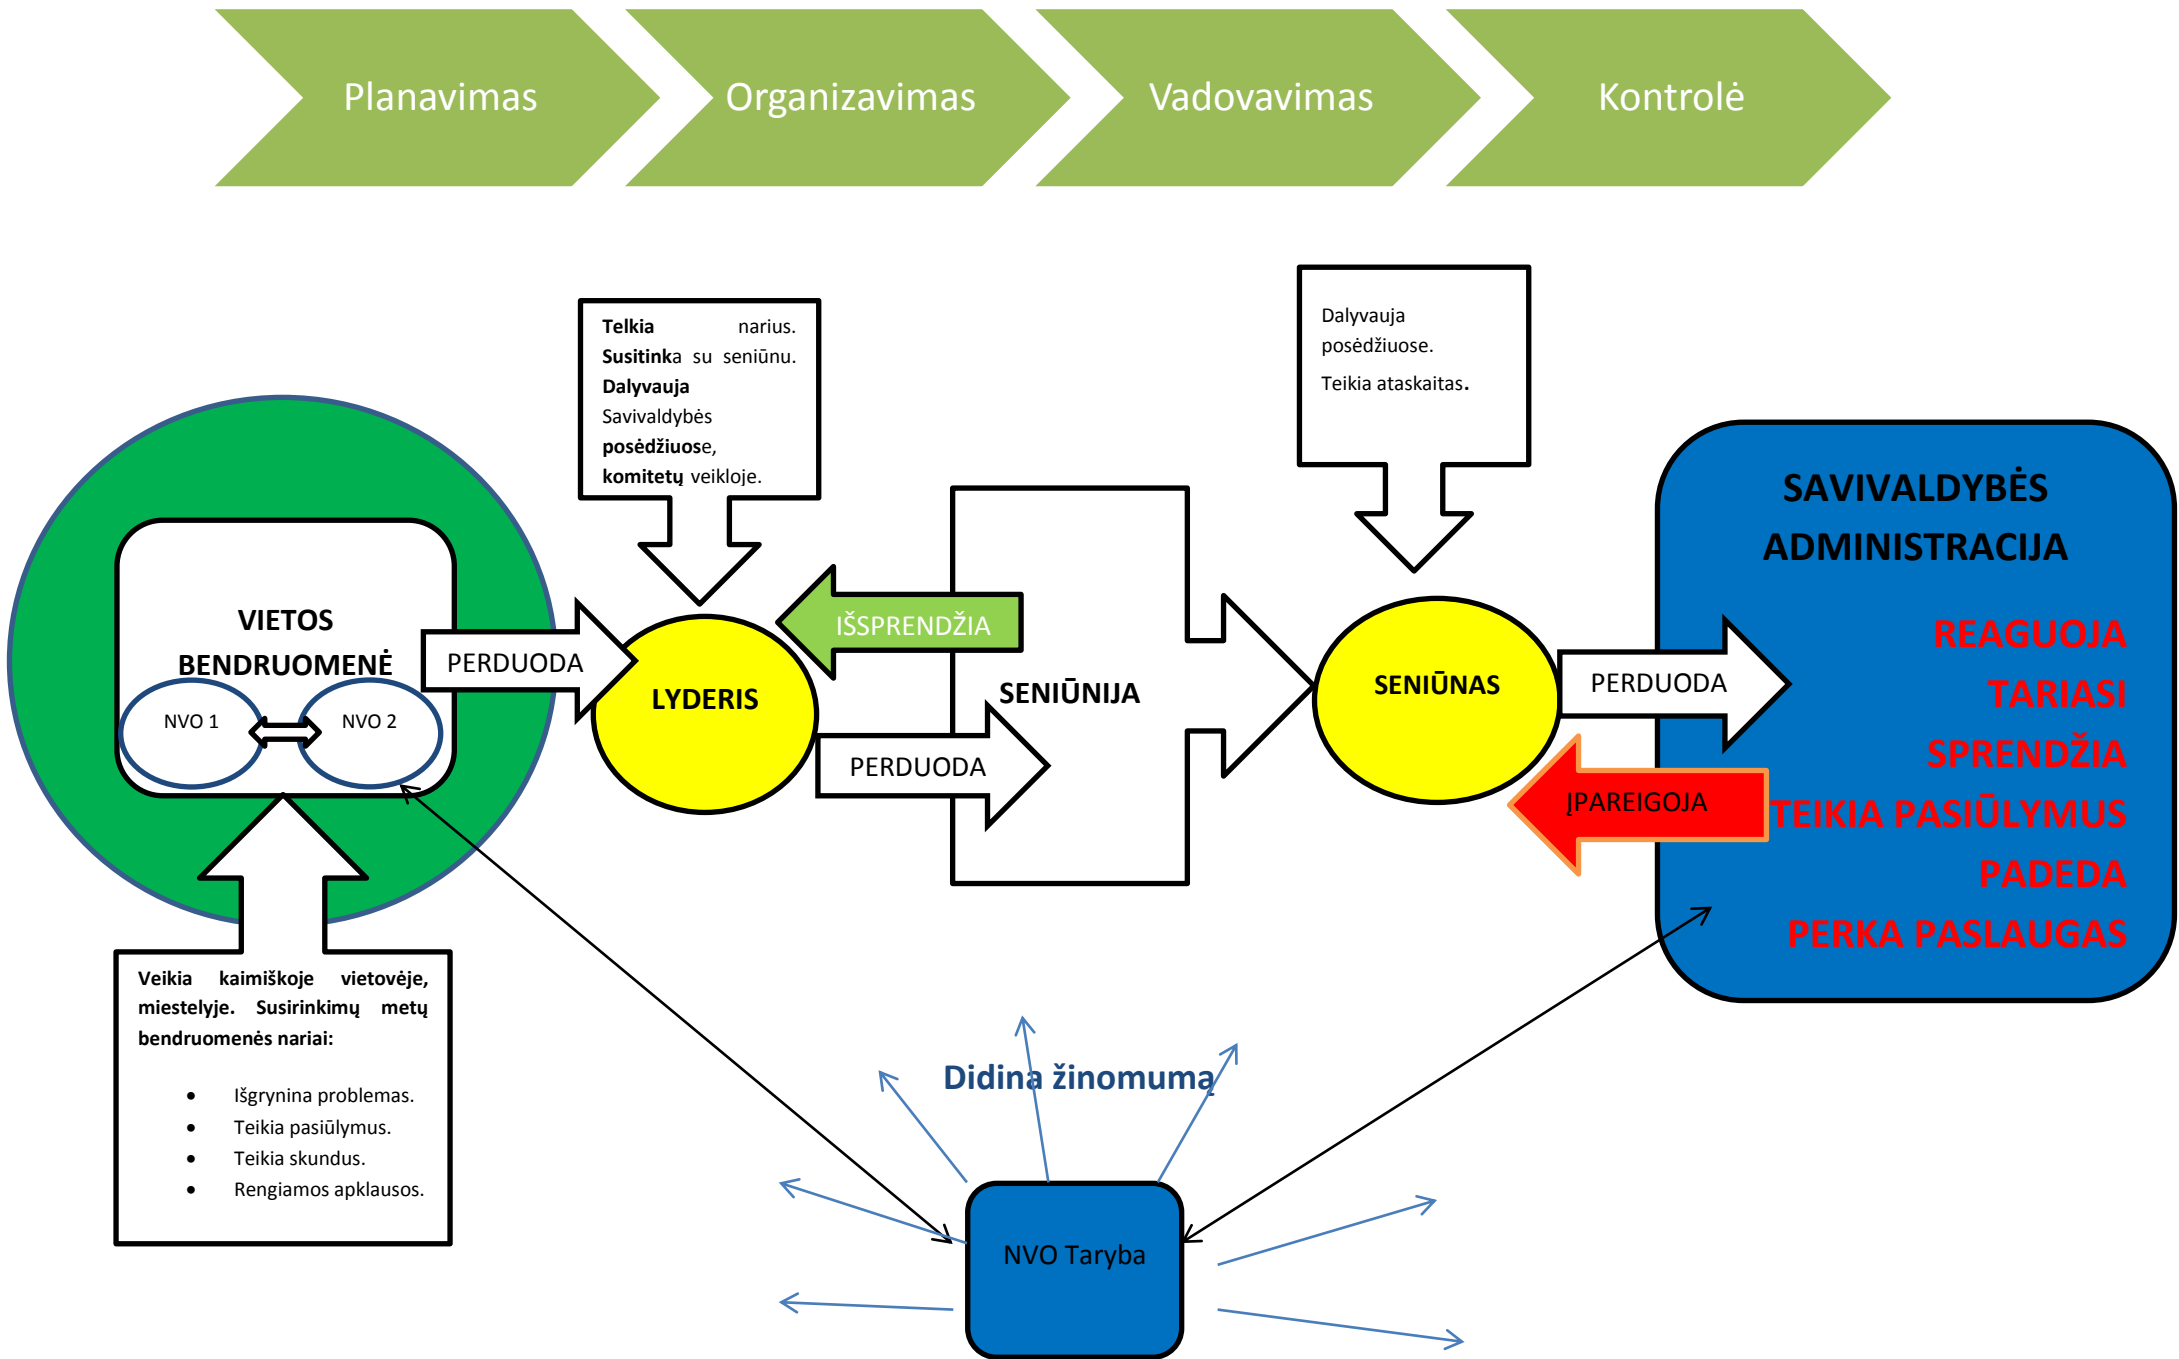 Planavimas
Organizavimas
Vadovavimas
Kontrolė
Telkia narius.
Susitinka su seniūnu.
Dalyvauja
Savivaldybės
posėdžiuose,
komitetų veikloje.
Dalyvauja
posėdžiuose.
Teikia ataskaitas.
VIETOS
BENDRUOMENĖ
NVO 1
NVO 2
PERDUODA
LYDERIS
IŠSPRENDŽIA
PERDUODA
SENIŪNIJA
SENIŪNAS
PERDUODA
ĮPAREIGOJA
SAVIVALDYBĖS
ADMINISTRACIJA
REAGUOJA
TARIASI
SPRENDŽIA
TEIKIA PASIŪLYMUS
PADEDA
PERKA PASLAUGAS
Veikia kaimiškoje vietovėje,
miestelyje. Susirinkimų metų
bendruomenės nariai:
• Išgrynina problemas.
• Teikia pasiūlymus.
• Teikia skundus.
• Rengiamos apklausos.
Didina žinomumą
NVO Taryba